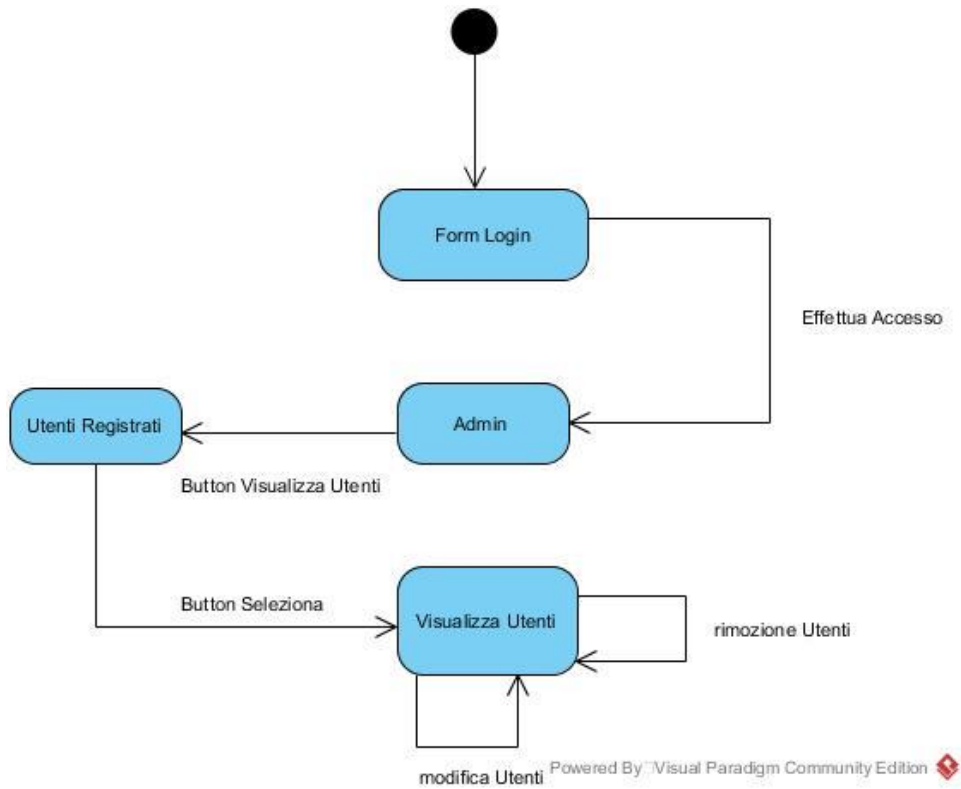 Form Login
Effettua Accesso
Utenti Registrati
Admin
Button Visualizza Utenti
Button Seleziona
Visualizza Utenti
rimozione Utenti
modifica Utenti
Powered By Visual Paradigm Community Edition